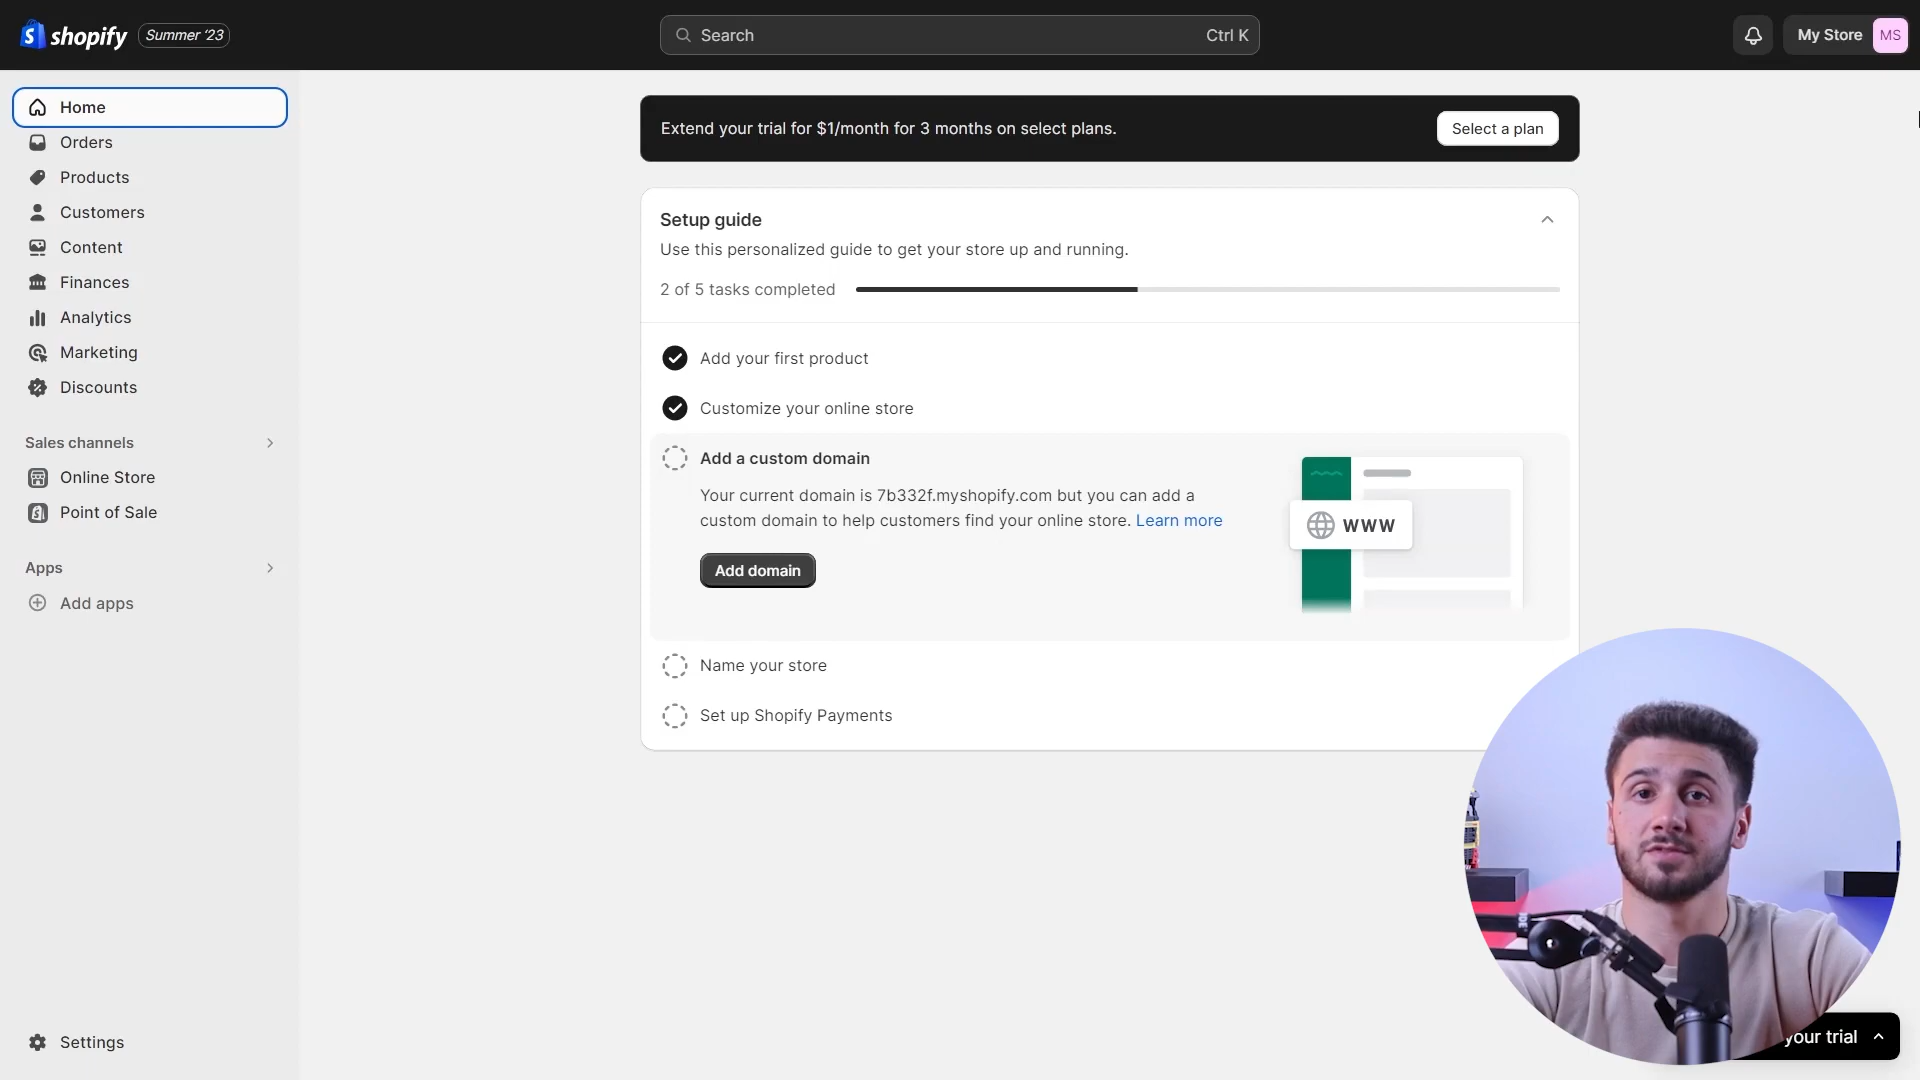 shopify Summer '23
Search Ctrl K
My Store MS
Home
Orders
Products
Customers
Content
Finances
Analytics
Marketing
Discounts
Sales channels
Online Store
Point of Sale
Apps
Add apps
Settings
Extend your trial for $1/month for 3 months on select plans.
Select a plan
Setup guide
Use this personalized guide to get your store up and running.
2 of 5 tasks completed
Add your first product
Customize your online store
Add a custom domain
Your current domain is 7b332f.myshopify.com but you can add a
custom domain to help customers find your online store. Learn more
Add domain
www
Name your store
Set up Shopify Payments
your trial